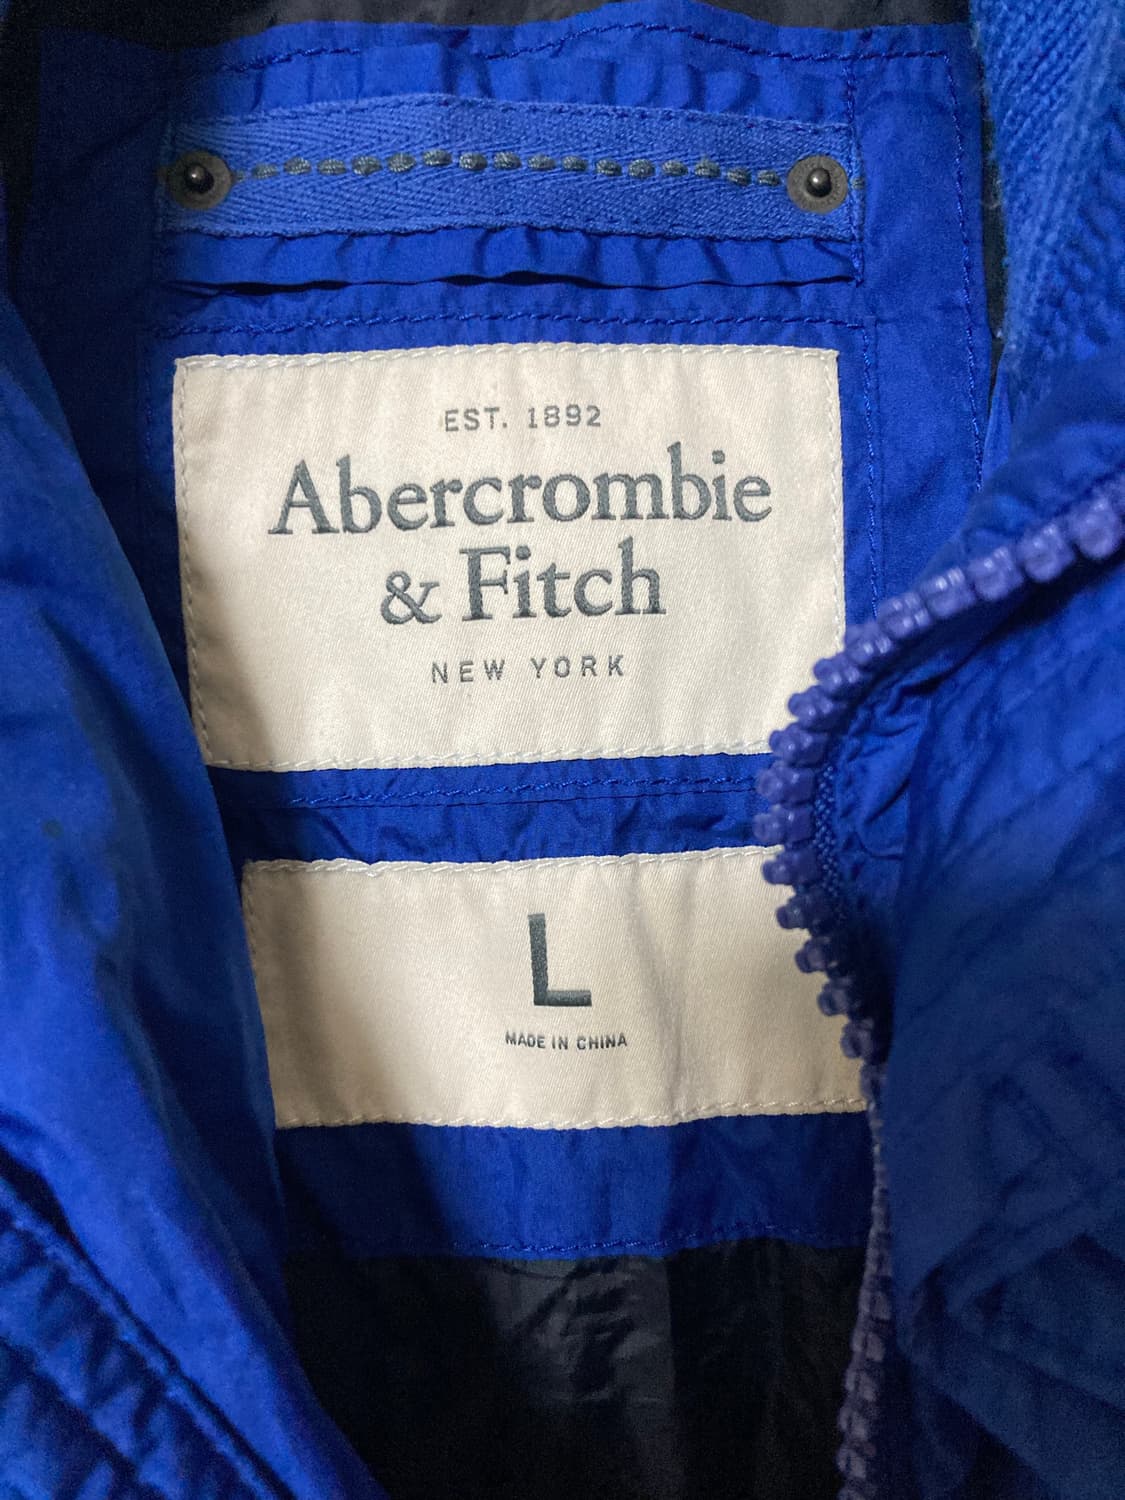 EST. 1892
Abercrombie
& Fitch
NEW YORK
L
MADE IN CHINA